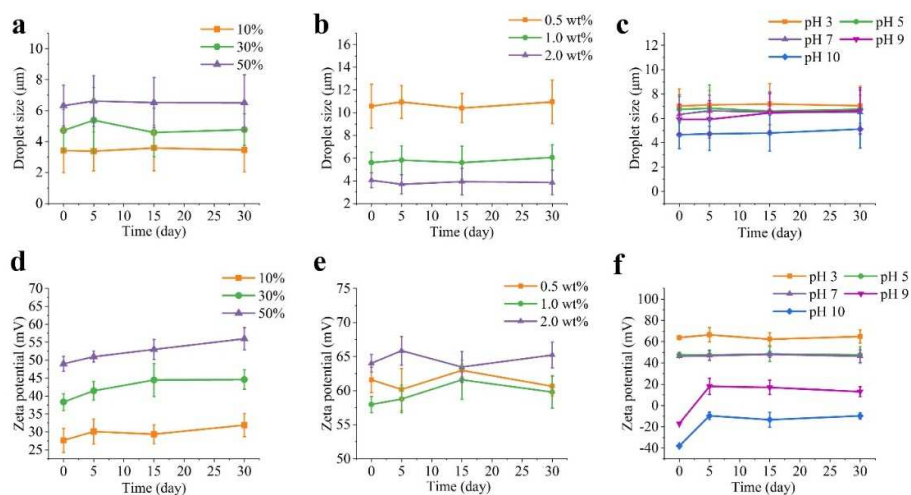 a
10%
30%
50%
Droplet size (μm)
10
8
6
4
2
0
0 5 10 15 20 25 30
Time (day)
b
0.5 wt%
1.0 wt%
2.0 wt%
Droplet size (μm)
16
14
12
10
8
6
4
2
0 5 10 15 20 25 30
Time (day)
c
pH 3 pH 5
pH 7 pH 9
pH 10
Droplet size (μm)
12
10
8
6
4
2
0
0 5 10 15 20 25 30
Time (day)
d
10%
30%
50%
Zeta potential (mV)
70
65
60
55
50
45
40
35
30
25
0 5 10 15 20 25 30
Time (day)
e
0.5 wt%
1.0 wt%
2.0 wt%
Zeta potential (mV)
75
70
65
60
55
50
0 5 10 15 20 25 30
Time (day)
f
pH 3 pH 5
pH 7 pH 9
pH 10
Zeta potential (mV)
100
80
60
40
20
0
-20
-40
0 5 10 15 20 25 30
Time (day)